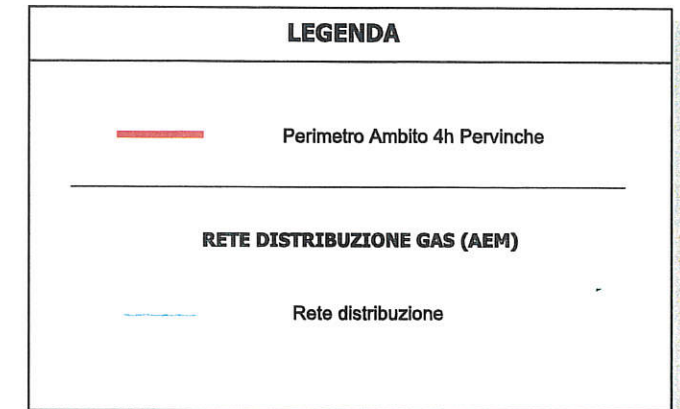 LEGENDA
Perimetro Ambito 4h Pervinche
RETE DISTRIBUZIONE GAS (AEM)
Rete distribuzione